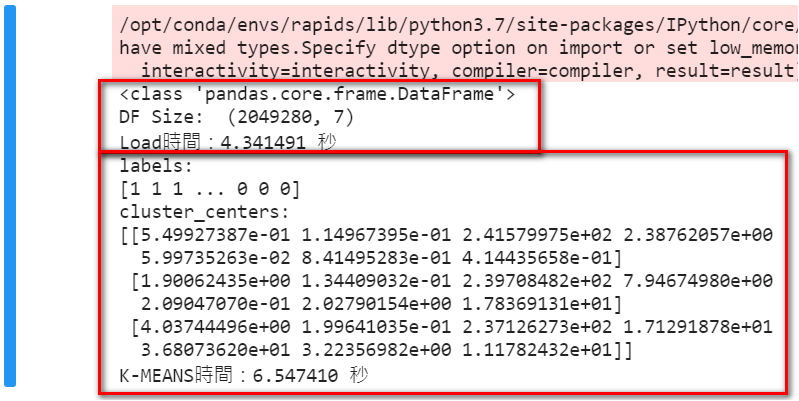 /opt/conda/envs/rapids/lib/python3.7/site-packages/IPython/core/
have mixed types.Specify dtype option on import or set
interactivity=interactivity, compiler=compiler, result=result)
<class 'pandas.core.frame.DataFrame'>
DF Size:  (2049280, 7)
Load時間：4.341491 秒
labels:
[1 1 1 ... 0 0 0]
cluster_centers:
[[5.49927387e-01 1.14967395e-01 2.41579975e+02 2.38762057e+00
  5.99735263e-02 8.41495283e-01 4.14435658e-01]
 [1.90062435e+00 1.34409032e-01 2.39708482e+02 7.94674980e+00
  2.09047070e-01 2.02790154e+00 1.78369131e+01]
 [4.03744496e+00 1.99641035e-01 2.37126273e+02 1.71291878e+01
  3.68073620e+01 3.22356982e+00 1.11782432e+01]]
K-MEANS時間：6.547410 秒